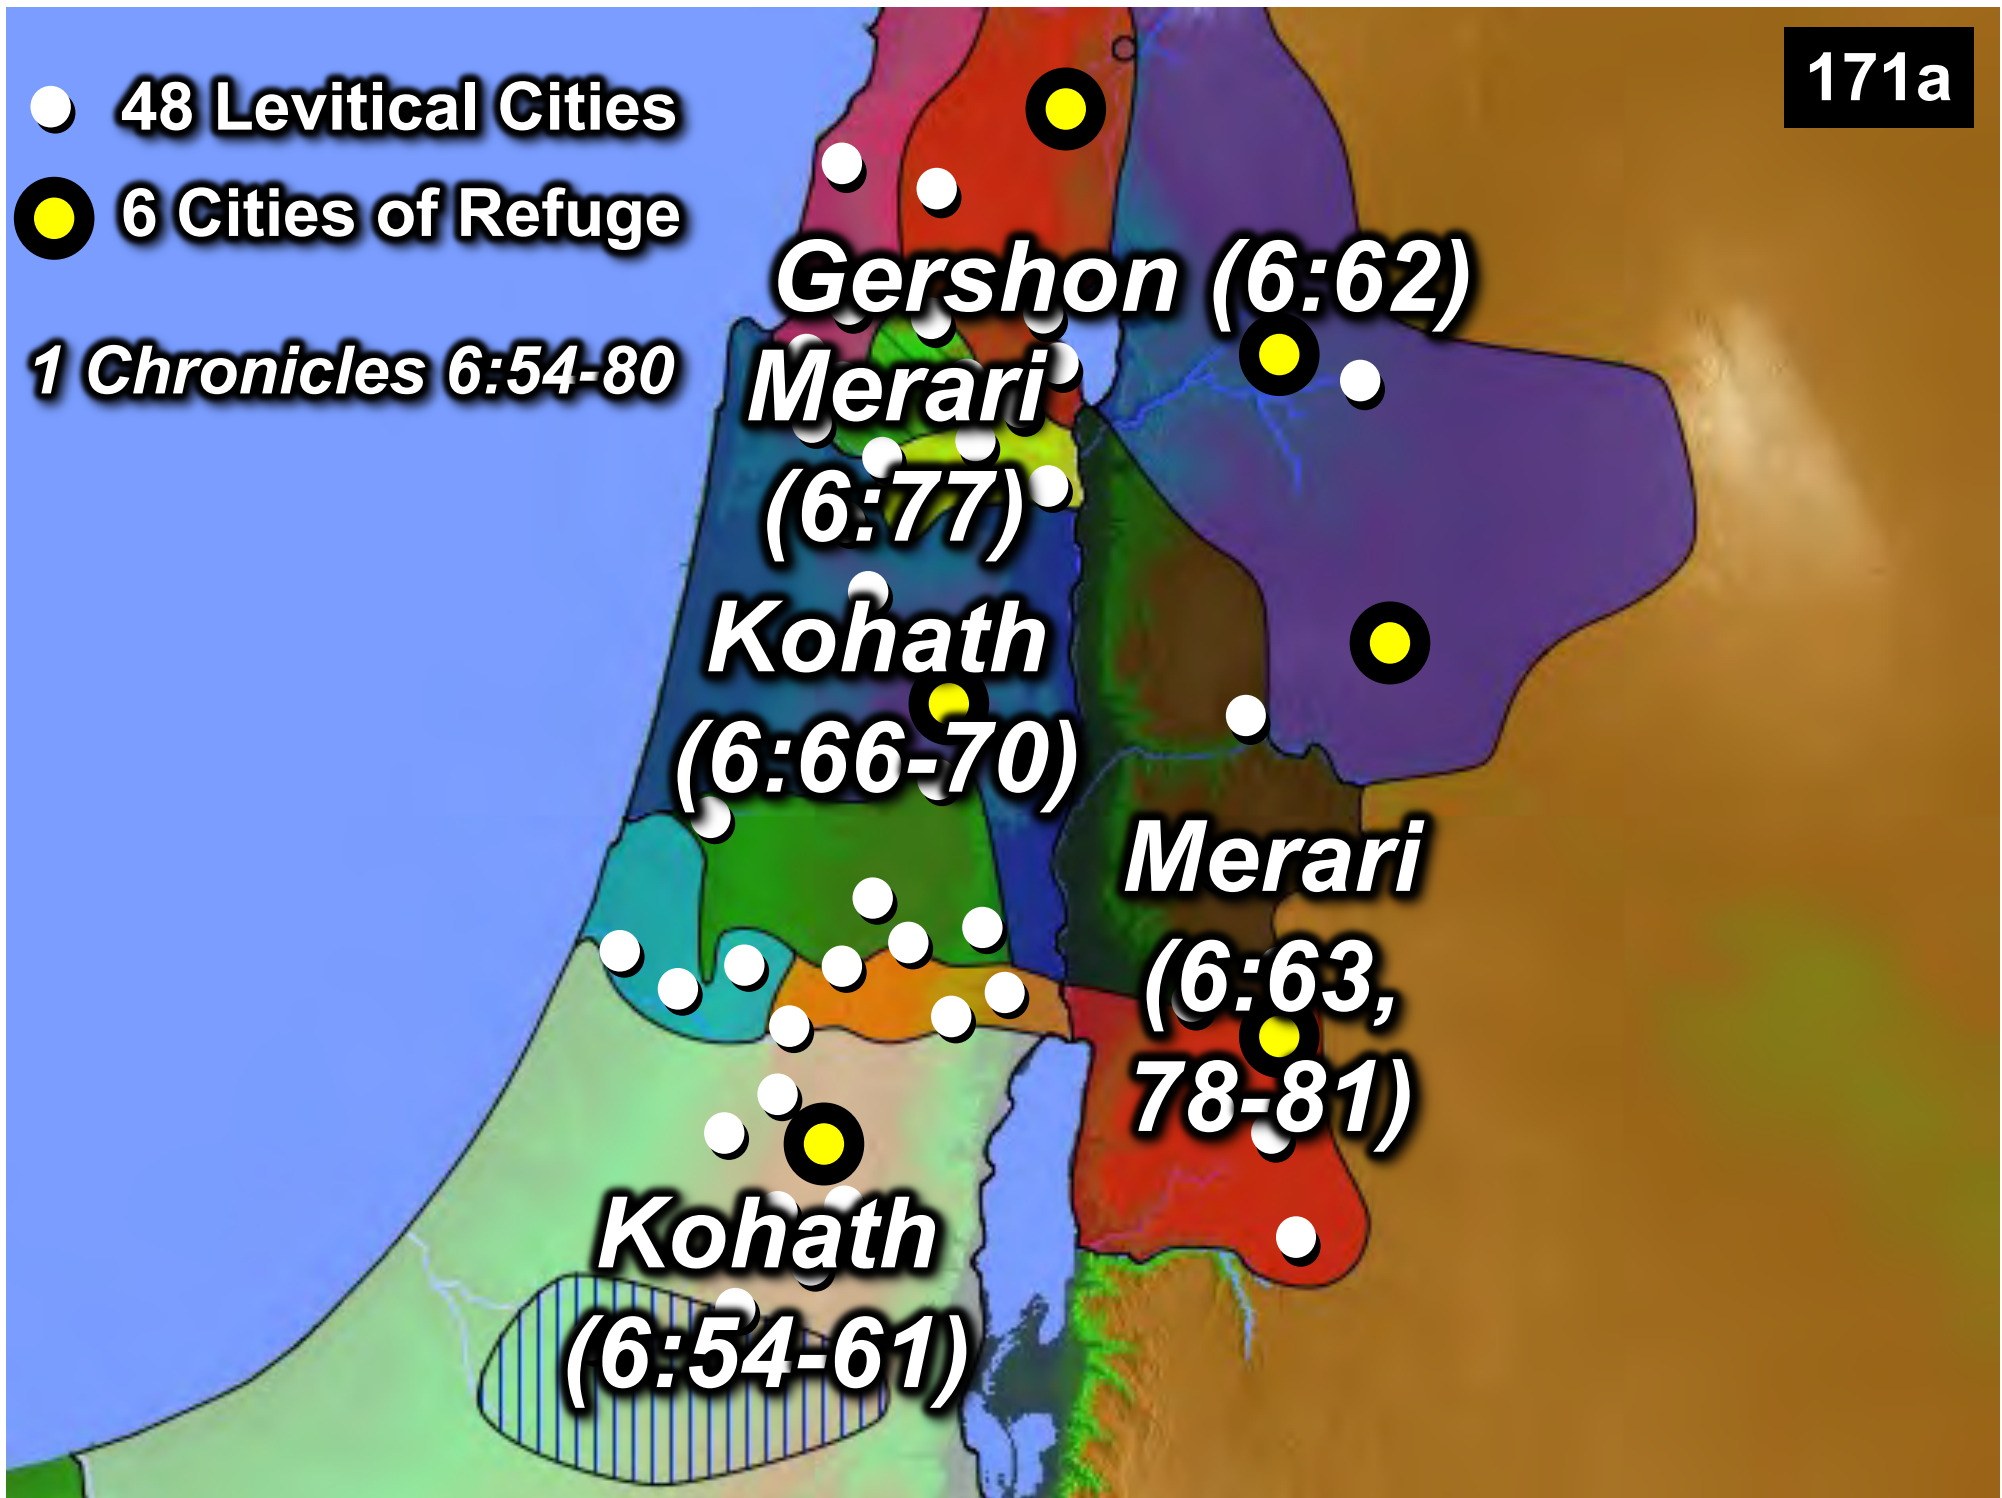 171a
48 Levitical Cities
6 Cities of Refuge
1 Chronicles 6:54-80
Gershon (6:62)
Merari
(6:77)
Kohath
(6:66-70)
Merari
(6:63,
78-81)
Kohath
(6:54-61)